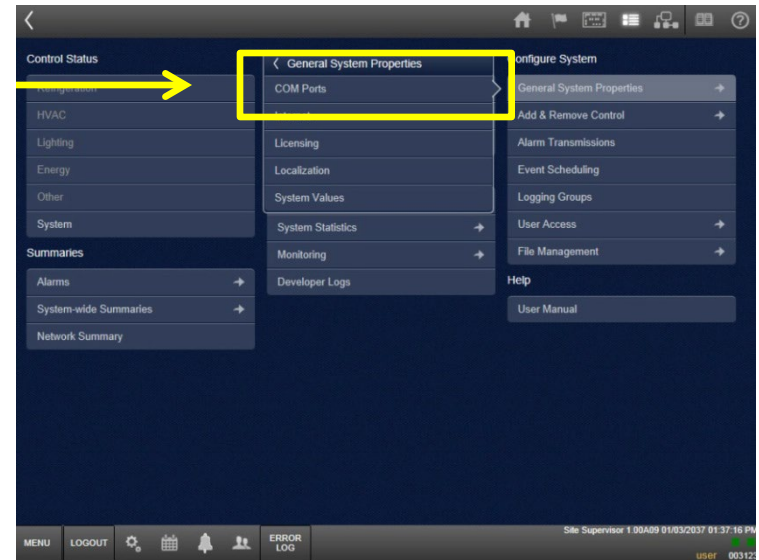 Control Status
Refrigeration
HVAC
Lighting
Energy
Other
System
Summaries
Alarms
System-wide Summaries
Network Summary
General System Properties
COM Ports
Licensing
Localization
System Values
System Statistics
Monitoring
Developer Logs
onfigure System
General System Properties
Add & Remove Control
Alarm Transmissions
Event Scheduling
Logging Groups
User Access
File Management
Help
User Manual
MENU LOGOUT ERROR LOG
Site Supervisor 1.00A09 01/03/2037 01:37:16 PM
user 003123